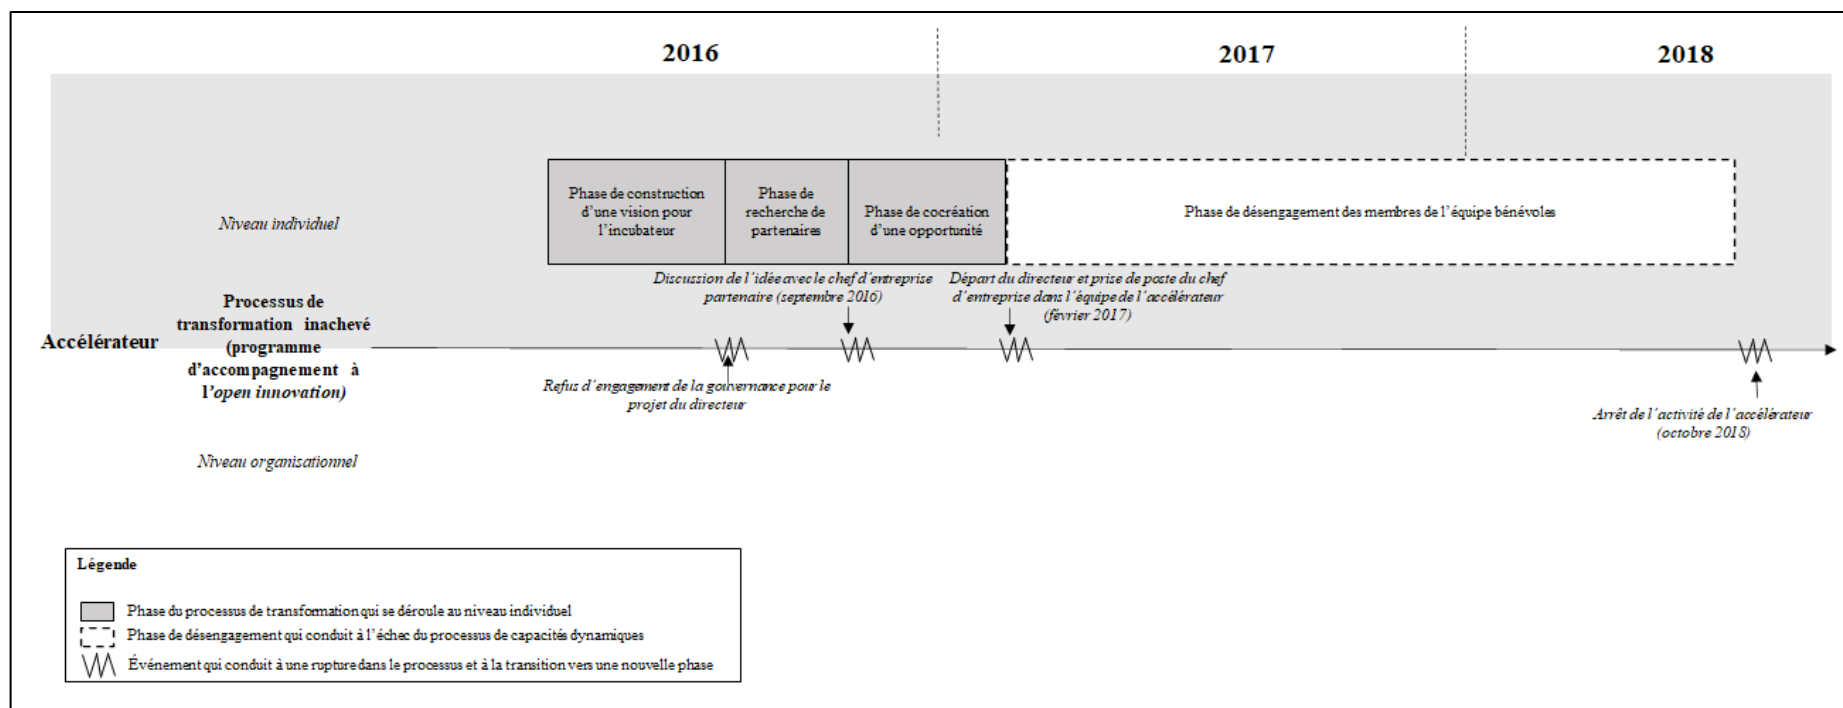 2016
2017
2018
Phase de construction
d’une vision pour
l’incubateur
Phase de
recherche de
partenaires
Phase de cocréation
d’une opportunité
Phase de désengagement des membres de l’équipe bénévoles
Niveau individuel
Discussion de l’idée avec le chef d’entreprise
partenaire (septembre 2016)
Départ du directeur et prise de poste du chef
d’entreprise dans l’équipe de l’accélérateur
(février 2017)
Accélérateur
Processus de
transformation inachevé
(programme
d’accompagnement à
l’open innovation)
Refus d’engagement de la gouvernance pour le
projet du directeur
Arrêt de l’activité de l’accélérateur
(octobre 2018)
Niveau organisationnel
Légende
Phase du processus de transformation qui se déroule au niveau individuel
Phase de désengagement qui conduit à l’échec du processus de capacités dynamiques
Événement qui conduit à une rupture dans le processus et à la transition vers une nouvelle phase